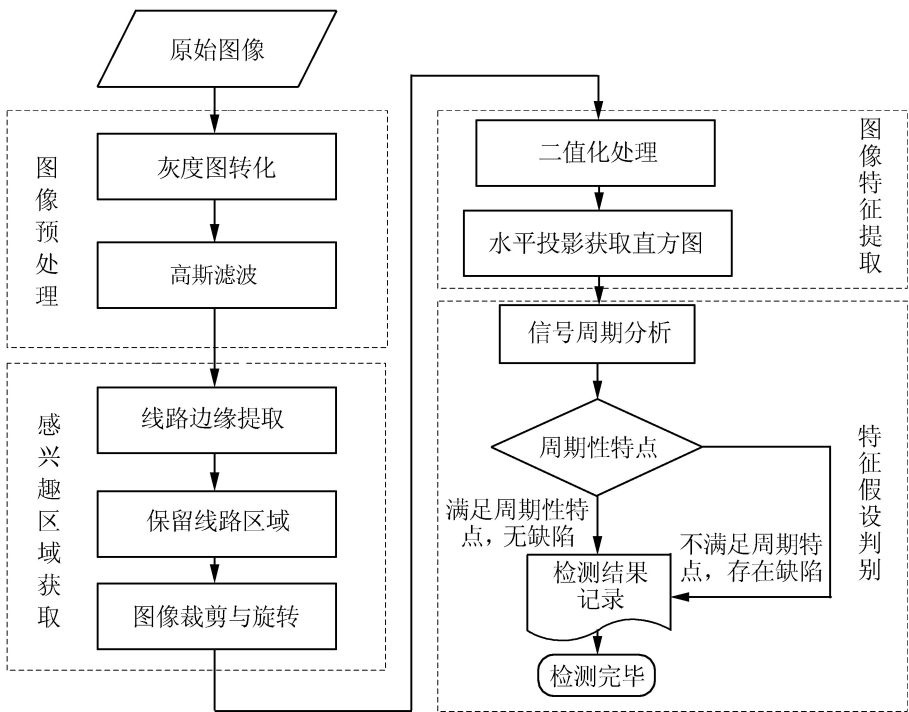 原始图像
图像预处理
灰度图转化
高斯滤波
感兴趣区域获取
线路边缘提取
保留线路区域
图像裁剪与旋转
图像特征提取
二值化处理
水平投影获取直方图
特征假设判别
信号周期分析
周期性特点
满足周期性特
点，无缺陷
不满足周期特
点，存在缺陷
检测结果
记录
检测完毕